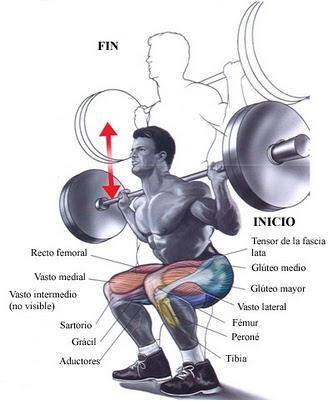 FIN
INICIO
Recto femoral
Vasto medial
Vasto intermedio
(no visible)
Sartorio
Grácil
Aductores
Tensor de la fascia
lata
Glúteo medio
Glúteo mayor
Vasto lateral
Fémur
Peroné
Tibia